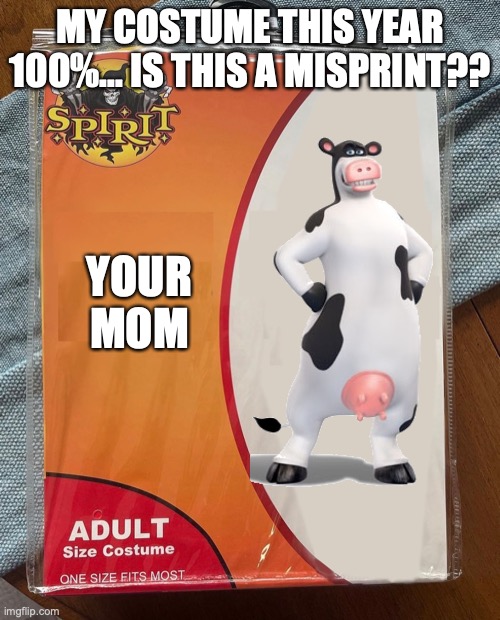 MY COSTUME THIS YEAR
100%... IS THIS A MISPRINT??
SPIRIT
YOUR
MOM
ADULT
Size Costume
ONE SIZE FITS MOST
imgflip.com